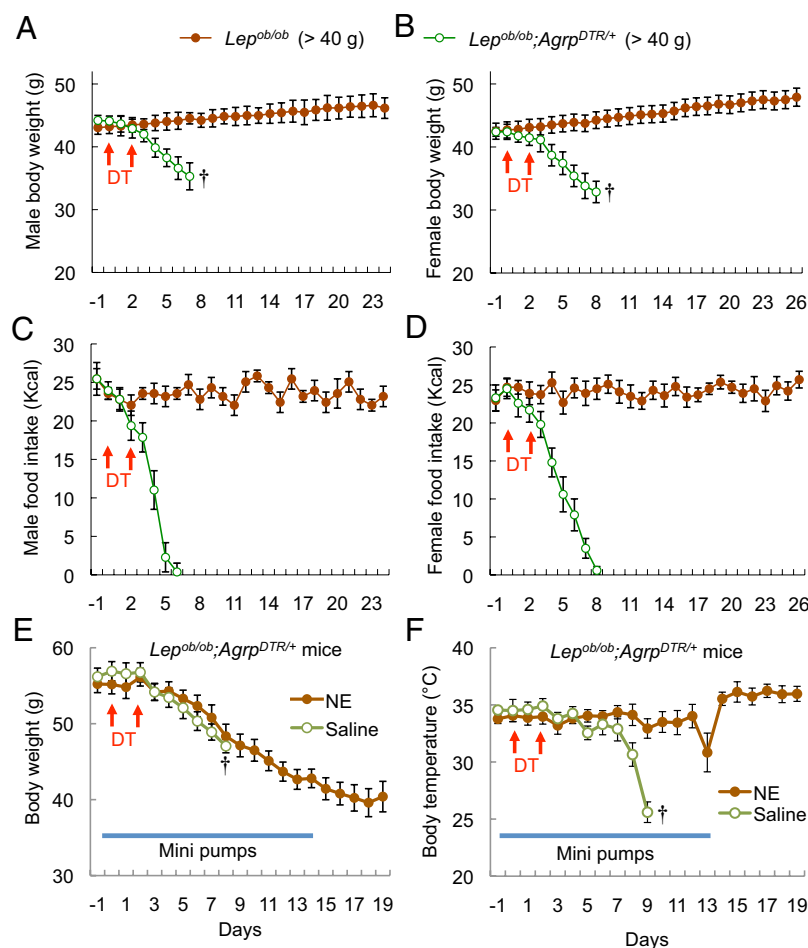 A
Lep^ob/ob (> 40 g)
B
Lep^ob/ob;Agrp^DTR/+ (> 40 g)
Male body weight (g)
50
40
30
20
DT
†
-1 2 5 8 11 14 17 20 23
Female body weight (g)
50
40
30
20
DT
†
-1 2 5 8 11 14 17 20 23 26
C
Male food intake (Kcal)
30
25
20
15
10
5
0
DT
-1 2 5 8 11 14 17 20 23
D
Female food intake (Kcal)
30
25
20
15
10
5
0
DT
-1 2 5 8 11 14 17 20 23 26
E
Body weight (g)
60
50
40
30
Lep^ob/ob;Agrp^DTR/+ mice
NE
Saline
DT
†
Mini pumps
-1 1 3 5 7 9 11 13 15 17 19
Days
F
Body temperature (°C)
40
35
30
25
20
Lep^ob/ob;Agrp^DTR/+ mice
DT
NE
Saline
†
Mini pumps
-1 1 3 5 7 9 11 13 15 17 19
Days